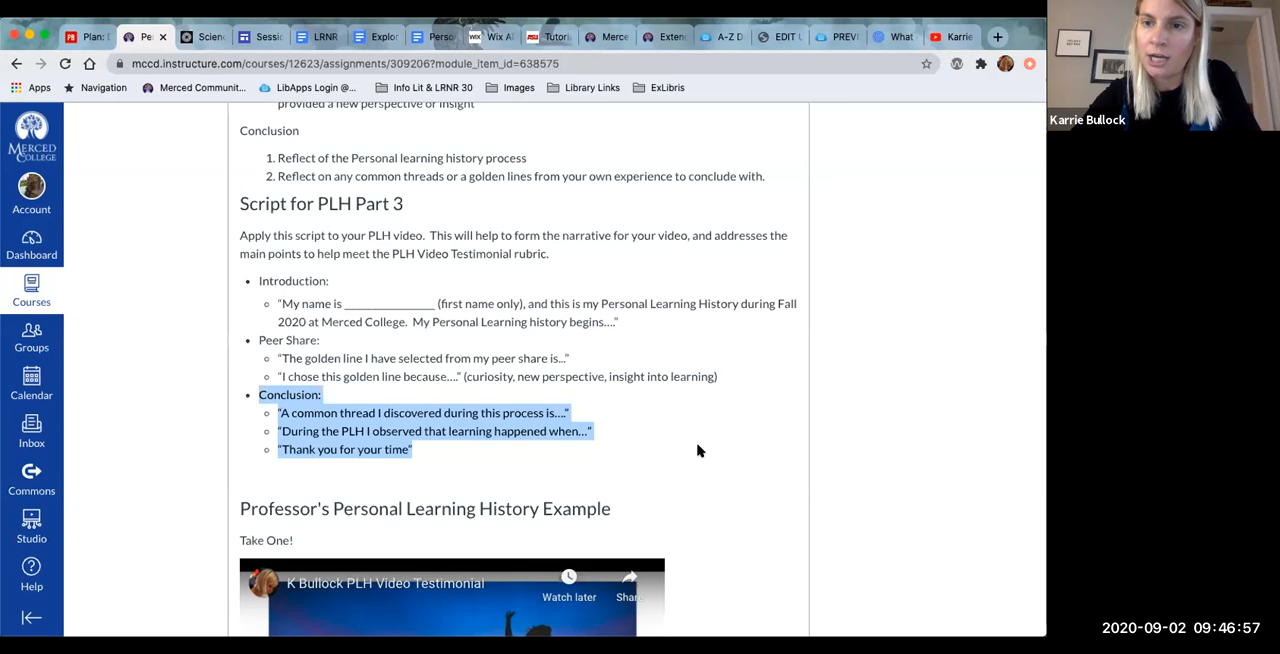 Plan: D
Pe
Scien
Sessi
LRNR
Explor
Perso
WIX
Wix A
ASU
Tutori
Merce
Exten
A-Z D
EDIT U
PREVI
What
Karrie
mccd.instructure.com/courses/12623/assignments/309206?module_item_id=638575
Apps
Navigation
Merced Communit...
LibApps Login @...
Info Lit & LRNR 30
Images
Library Links
ExLibris
Karrie Bullock
MERCED
COLLEGE
Account
Dashboard
Courses
Groups
Calendar
Inbox
Commons
Studio
Help
provided a new perspective or insight
Conclusion
1. Reflect of the Personal learning history process
2. Reflect on any common threads or a golden lines from your own experience to conclude with.
Script for PLH Part 3
Apply this script to your PLH video. This will help to form the narrative for your video, and addresses the
main points to help meet the PLH Video Testimonial rubric.
Introduction:
"My name is ________________ (first name only), and this is my Personal Learning History during Fall
2020 at Merced College. My Personal Learning history begins…."
Peer Share:
"The golden line I have selected from my peer share is..."
"I chose this golden line because…." (curiosity, new perspective, insight into learning)
Conclusion:
"A common thread I discovered during this process is…."
"During the PLH I observed that learning happened when..."
"Thank you for your time"
Professor's Personal Learning History Example
Take One!
K Bullock PLH Video Testimonial
Watch later
Share
2020-09-02 09:46:57